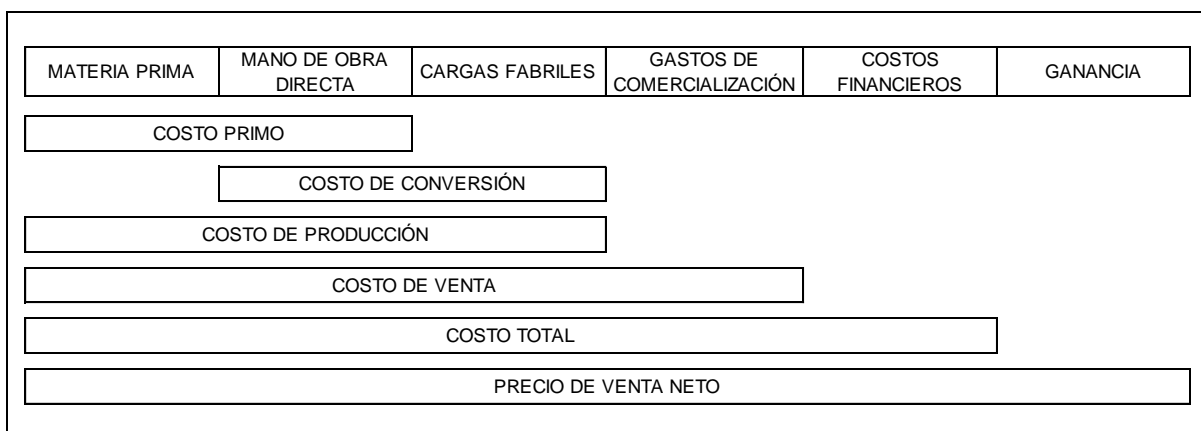 MATERIA PRIMA
MANO DE OBRA
DIRECTA
CARGAS FABRILES
GASTOS DE
COMERCIALIZACIÓN
COSTOS
FINANCIEROS
GANANCIA
COSTO PRIMO
COSTO DE CONVERSIÓN
COSTO DE PRODUCCIÓN
COSTO DE VENTA
COSTO TOTAL
PRECIO DE VENTA NETO